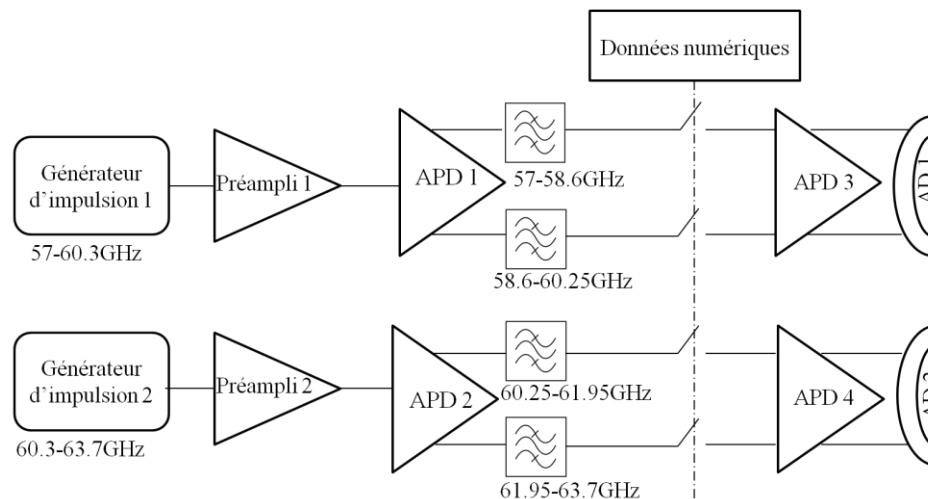 Données numériques
Générateur
d'impulsion 1
Préampli 1
APD 1
57-58.6GHz
APD 3
AD 1
57-60.3GHz
58.6-60.25GHz
Générateur
d'impulsion 2
Préampli 2
APD 2
60.25-61.95GHz
APD 4
60.3-63.7GHz
61.95-63.7GHz